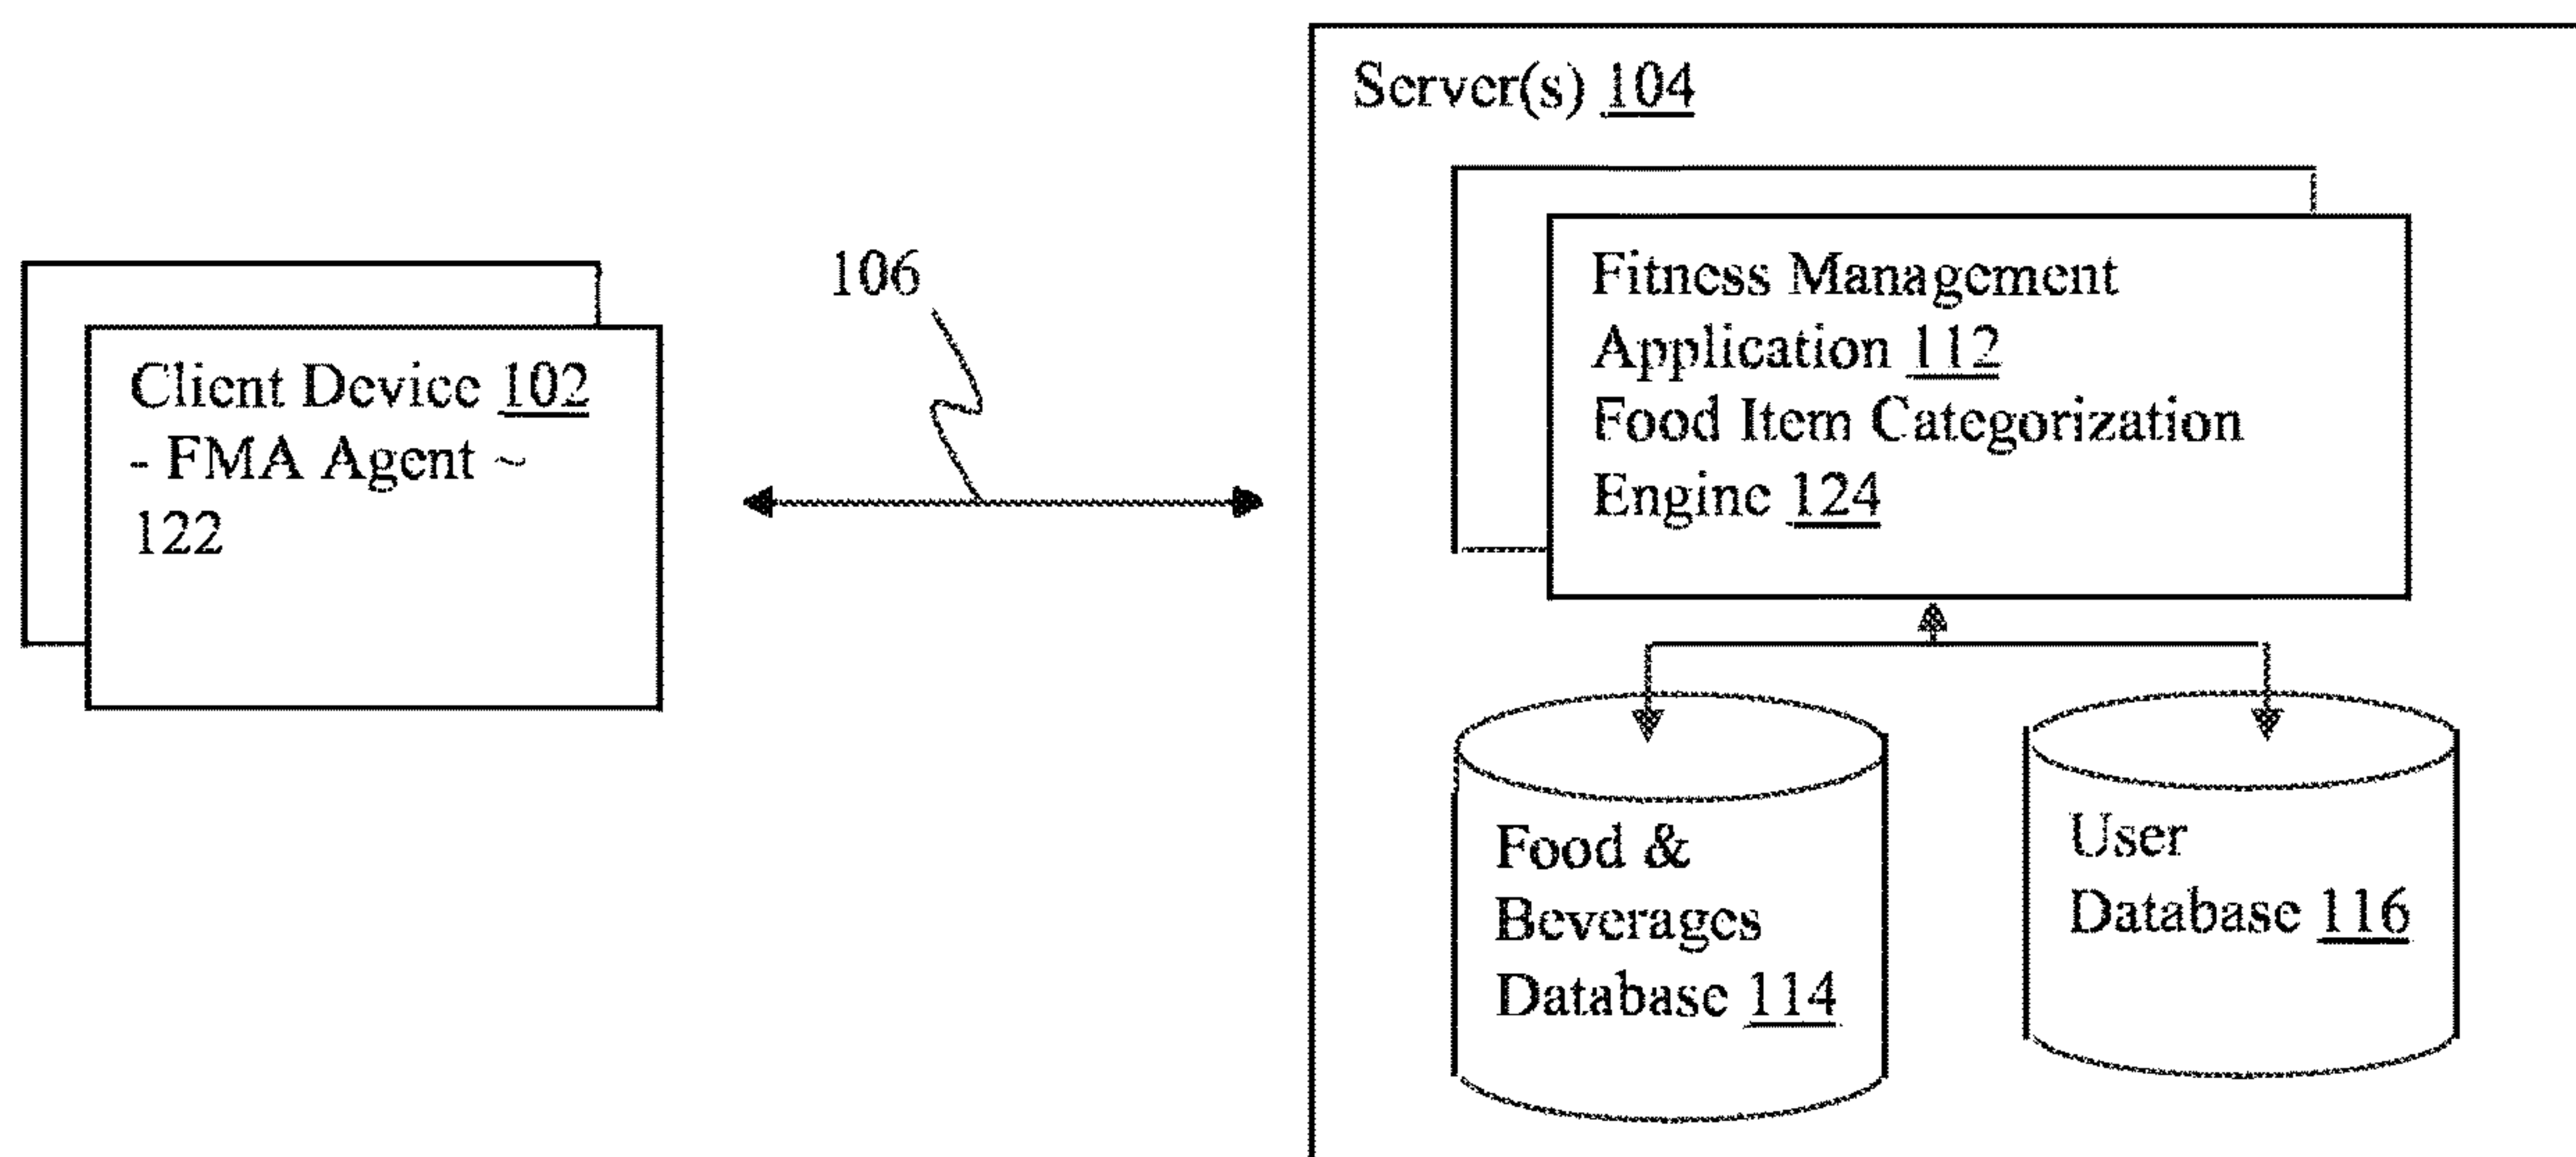 Server(s) 104
106
Client Device 102
- FMA Agent ~
122
Fitness Management
Application 112
Food Item Categorization
Engine 124
Food &
Beverages
Database 114
User
Database 116